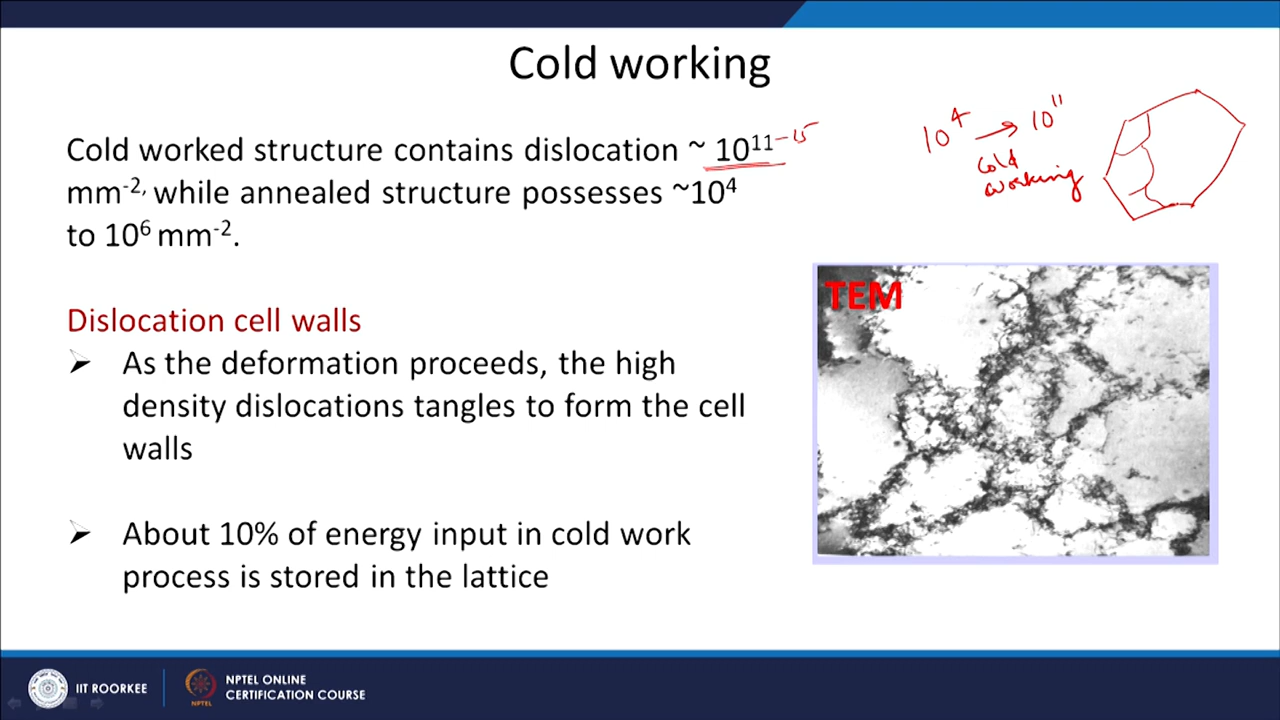 Cold working
Cold worked structure contains dislocation ~ 10¹¹⁻¹⁵
mm⁻², while annealed structure possesses ~10⁴
to 10⁶ mm⁻².
10⁴ → 10¹¹
cold
working
Dislocation cell walls
➢ As the deformation proceeds, the high
density dislocations tangles to form the cell
walls
➢ About 10% of energy input in cold work
process is stored in the lattice
TEM
IIT ROORKEE
NPTEL
NPTEL ONLINE
CERTIFICATION COURSE